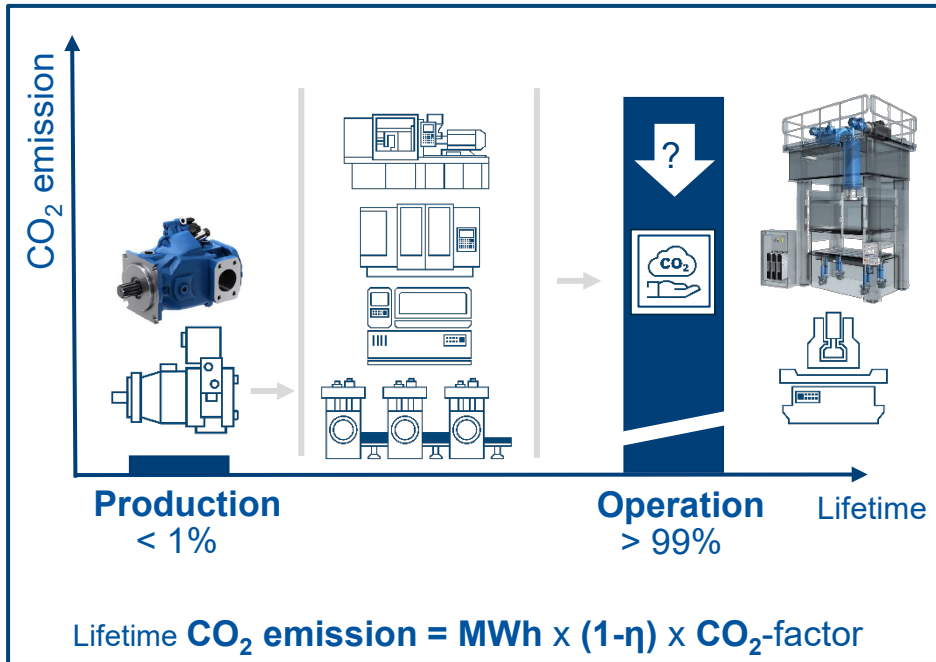 CO₂ emission
?
CO₂
Production
< 1%
Operation
> 99%
Lifetime
Lifetime CO₂ emission = MWh x (1-η) x CO₂-factor